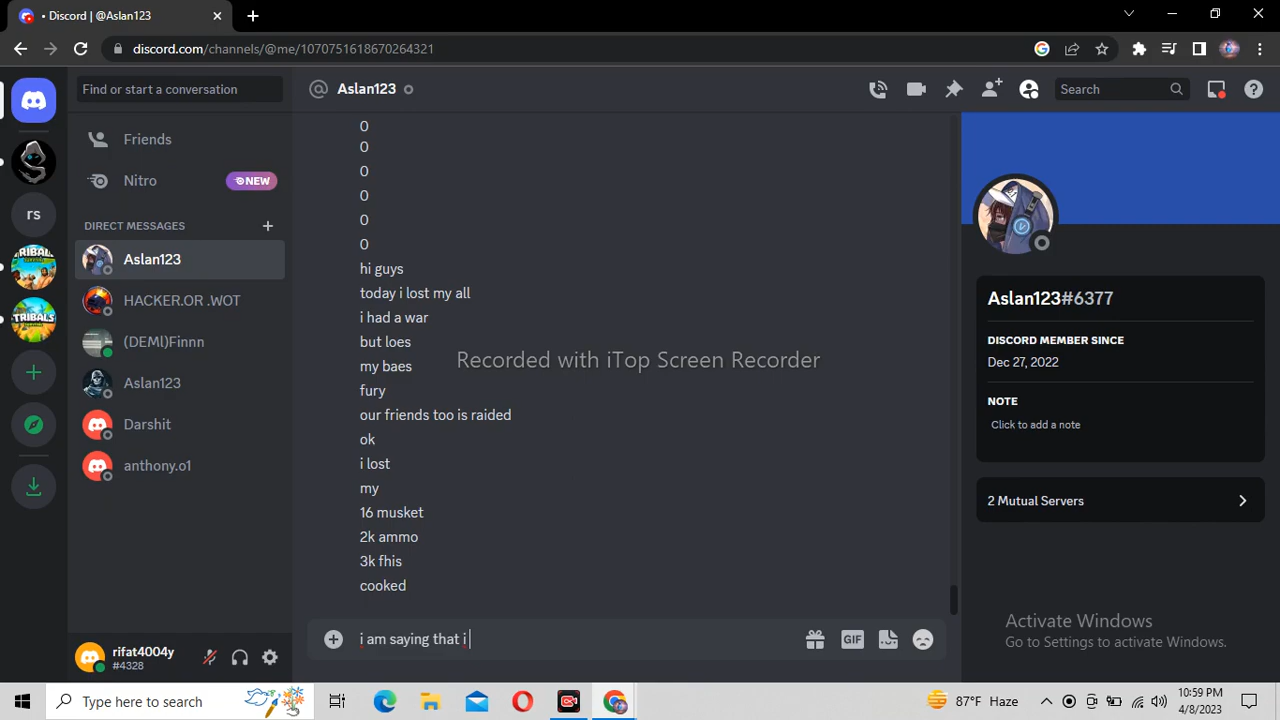 • Discord | @Aslan123
discord.com/channels/@me/1070751618670264321
Find or start a conversation
@ Aslan123
Search
Friends
Nitro
NEW
DIRECT MESSAGES
Aslan123
HACKER.OR .WOT
(DEMl)Finnn
Aslan123
Darshit
anthony.o1
rs
TRIBALS
TRIBALS
0
0
0
0
0
0
hi guys
today i lost my all
i had a war
but loes
my baes
fury
our friends too is raided
ok
i lost
my
16 musket
2k ammo
3k fhis
cooked
Recorded with iTop Screen Recorder
i am saying that i
GIF
Aslan123#6377
DISCORD MEMBER SINCE
Dec 27, 2022
NOTE
Click to add a note
2 Mutual Servers
Activate Windows
Go to Settings to activate Windows.
rifat4004y
#4328
Type here to search
87°F Haze
10:59 PM
4/8/2023